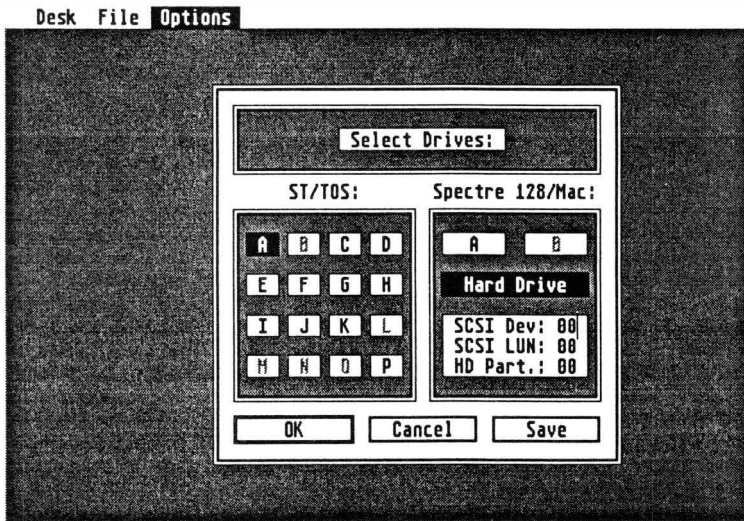 Desk File Options
Select Drives:
ST/TOS:
Spectre 128/Mac:
A B C D
E F G H
I J K L
M N O P
A B
Hard Drive
SCSI Dev: 00
SCSI LUN: 00
HD Part.: 00
OK Cancel Save